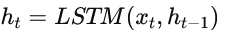 h_t = LSTM(x_t, h_{t-1})